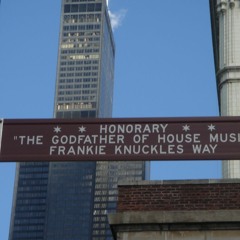 ✶ ✶ HONORARY ✶ ✶
"THE GODFATHER OF HOUSE MUSI
FRANKIE KNUCKLES WAY